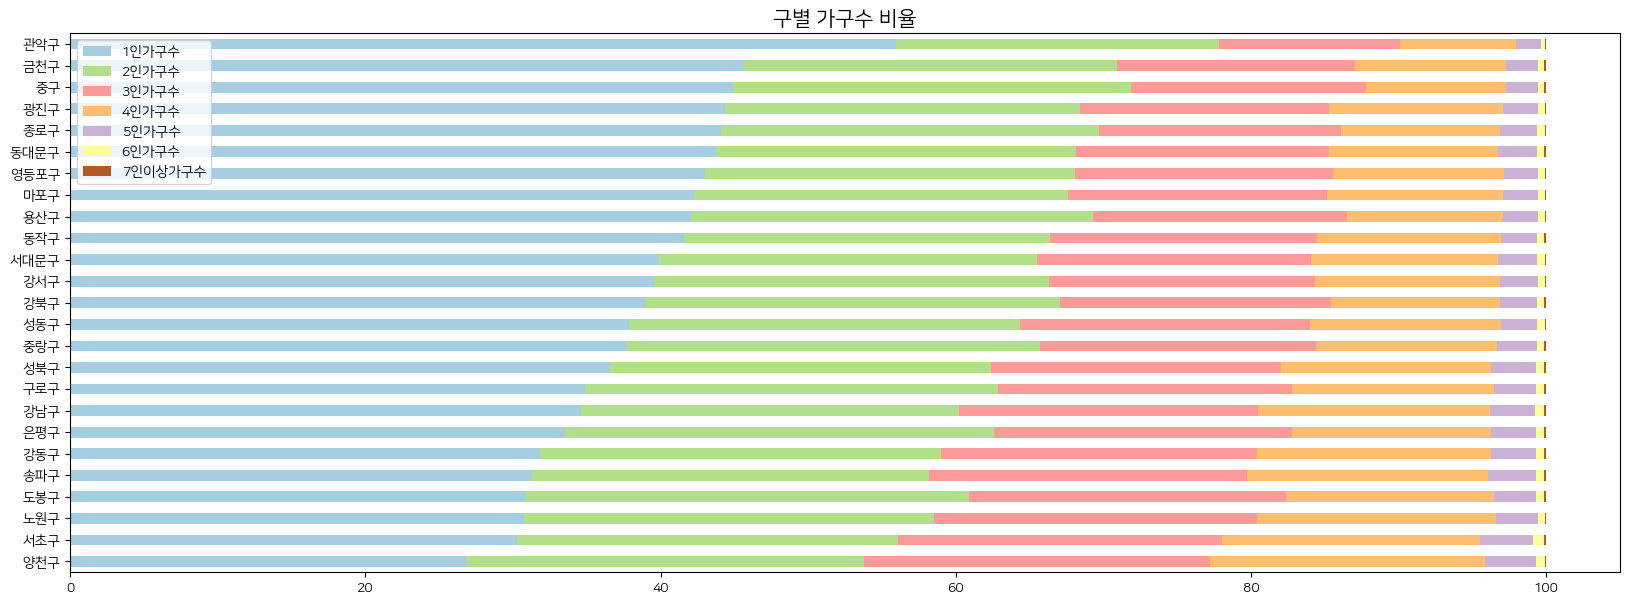 구별 가구수 비율
관악구
금천구
중구
광진구
종로구
동대문구
영등포구
마포구
용산구
동작구
서대문구
강서구
강북구
성동구
중랑구
성북구
구로구
강남구
은평구
강동구
송파구
도봉구
노원구
서초구
양천구
1인가구수
2인가구수
3인가구수
4인가구수
5인가구수
6인가구수
7인이상가구수
0 20 40 60 80 100